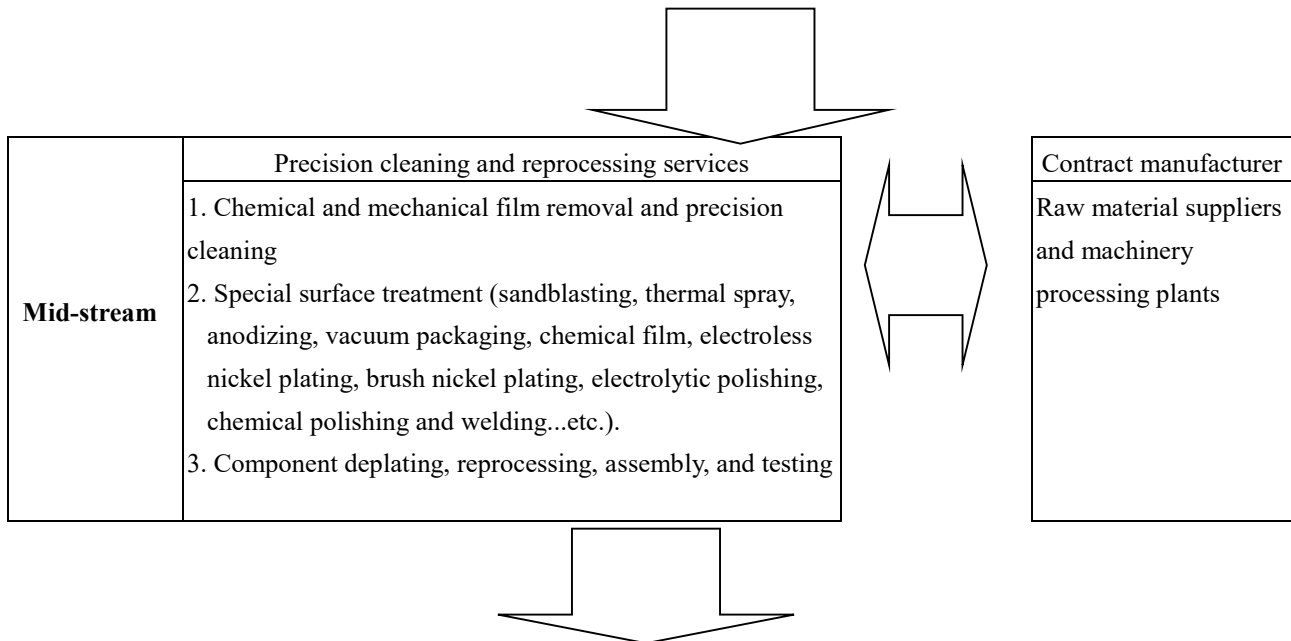 Mid-stream
Precision cleaning and reprocessing services
1. Chemical and mechanical film removal and precision
cleaning
2. Special surface treatment (sandblasting, thermal spray,
anodizing, vacuum packaging, chemical film, electroless
nickel plating, brush nickel plating, electrolytic polishing,
chemical polishing and welding...etc.).
3. Component deplating, reprocessing, assembly, and testing
Contract manufacturer
Raw material suppliers
and machinery
processing plants